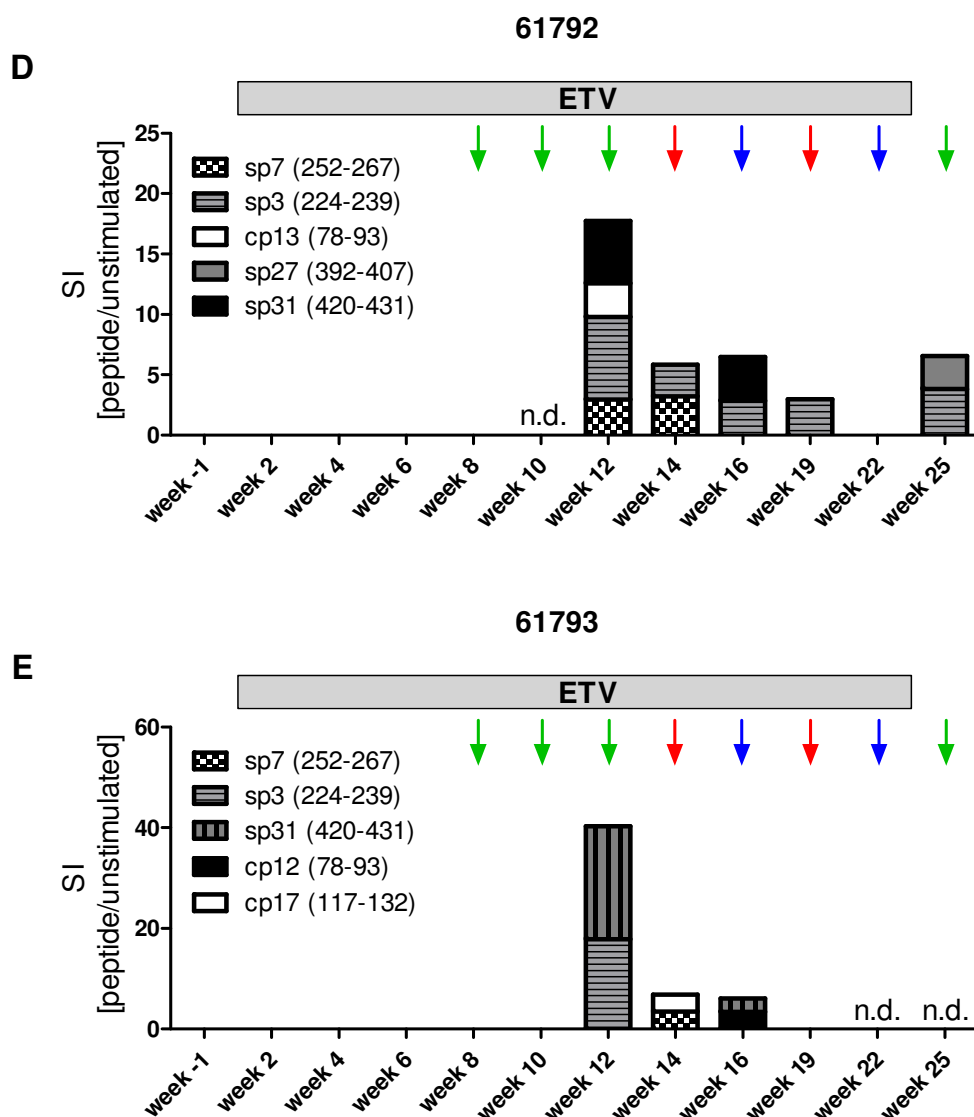 61792
D
ETV
25
20
15
10
5
0
SI
[peptide/unstimulated]
sp7 (252-267)
sp3 (224-239)
cp13 (78-93)
sp27 (392-407)
sp31 (420-431)
n.d.
week -1
week 2
week 4
week 6
week 8
week 10
week 12
week 14
week 16
week 19
week 22
week 25
61793
E
ETV
60
40
20
0
SI
[peptide/unstimulated]
sp7 (252-267)
sp3 (224-239)
sp31 (420-431)
cp12 (78-93)
cp17 (117-132)
n.d. n.d.
week -1
week 2
week 4
week 6
week 8
week 10
week 12
week 14
week 16
week 19
week 22
week 25